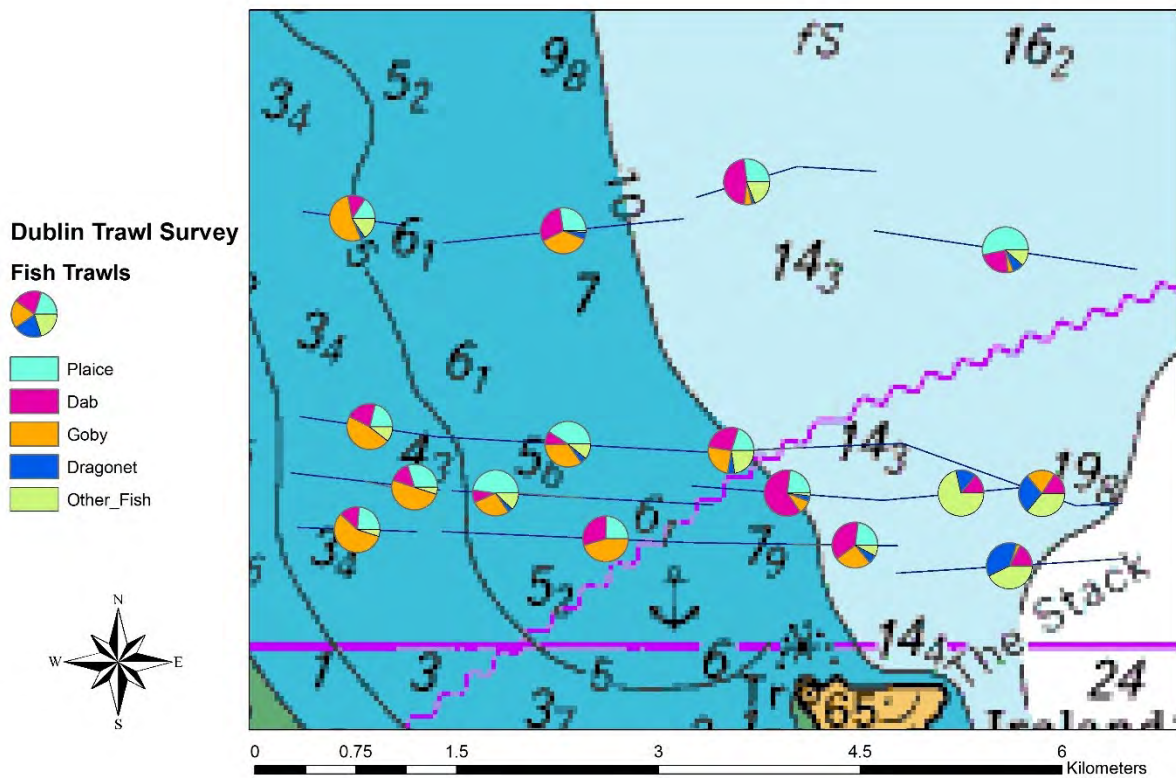 Dublin Trawl Survey
Fish Trawls
Plaice
Dab
Goby
Dragonet
Other_Fish
N
W E
S
fS
16₂
9₈
5₂
3₄
10
6₁
14₃
7
3₄
6₁
4₃
5₆
14₃
19₈
6₁
7₉
3₄
5₂
The Stack
14₄
1
3
5
6
24
3₇
65
0 0.75 1.5 3 4.5 6
Kilometers